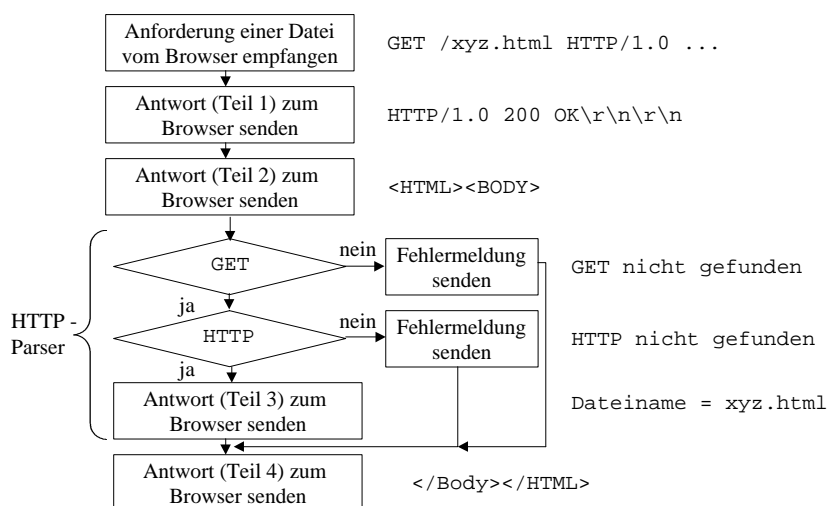 Anforderung einer Datei
vom Browser empfangen
GET /xyz.html HTTP/1.0 ...
Antwort (Teil 1) zum
Browser senden
HTTP/1.0 200 OK\r\n\r\n
Antwort (Teil 2) zum
Browser senden
<HTML><BODY>
HTTP -
Parser
GET
nein
Fehlermeldung
senden
GET nicht gefunden
ja
HTTP
nein
Fehlermeldung
senden
HTTP nicht gefunden
ja
Antwort (Teil 3) zum
Browser senden
Dateiname = xyz.html
Antwort (Teil 4) zum
Browser senden
</Body></HTML>